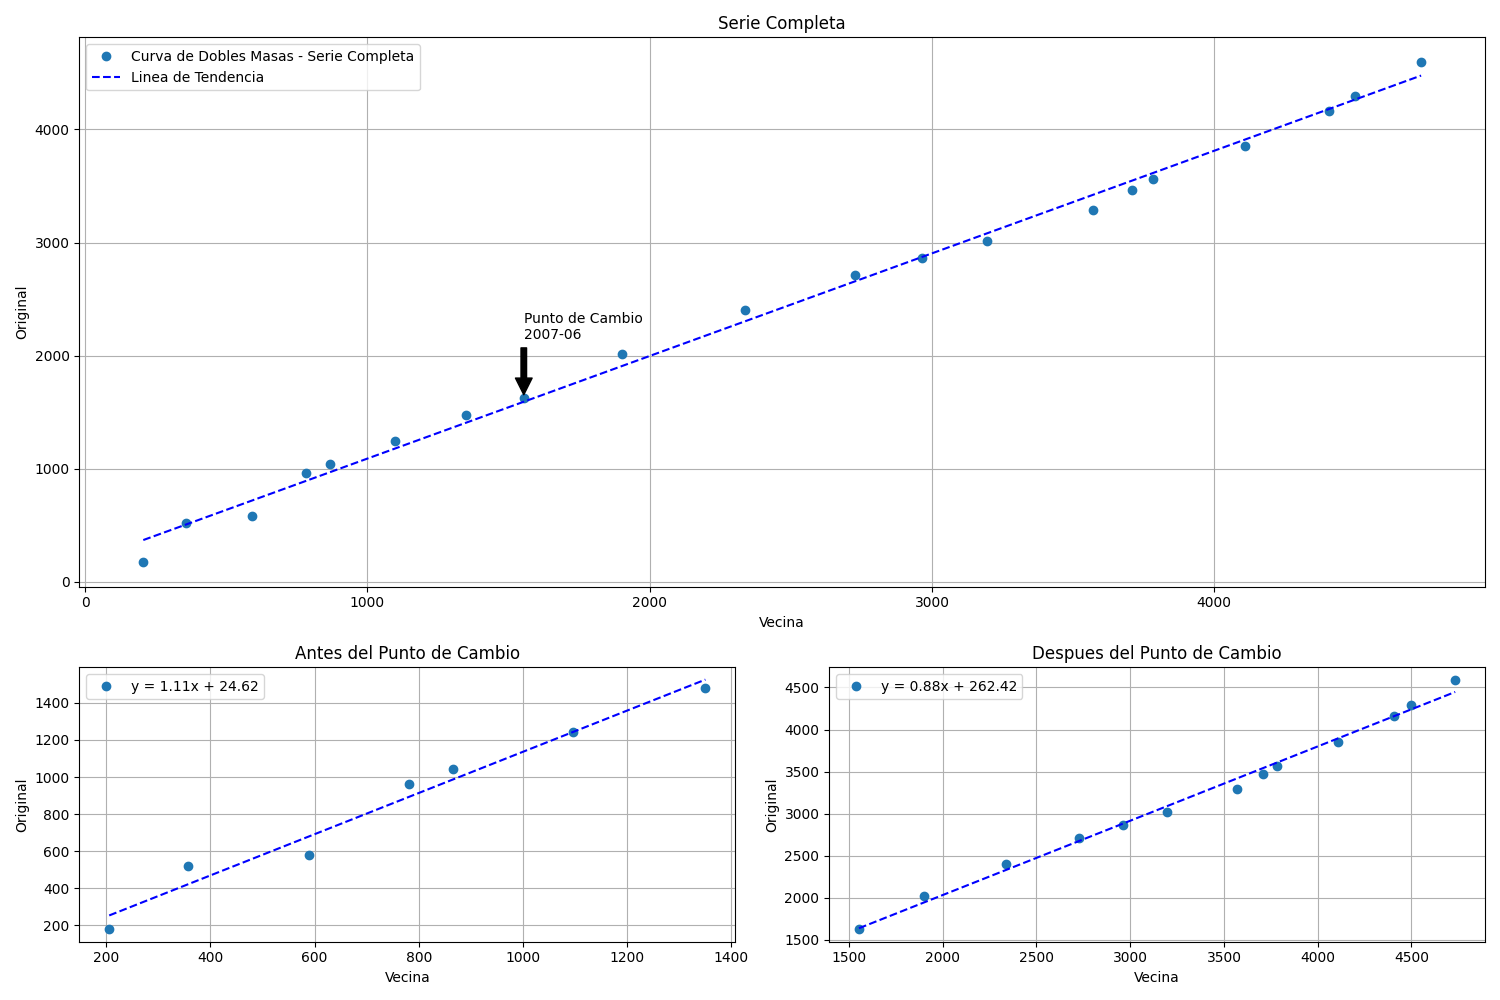 Serie Completa
Curva de Dobles Masas - Serie Completa
Linea de Tendencia
Original
4000
3000
2000
1000
0
Punto de Cambio
2007-06
0 1000 2000 3000 4000
Vecina
Antes del Punto de Cambio
y = 1.11x + 24.62
Original
1400
1200
1000
800
600
400
200
200 400 600 800 1000 1200 1400
Vecina
Despues del Punto de Cambio
y = 0.88x + 262.42
Original
4500
4000
3500
3000
2500
2000
1500
1500 2000 2500 3000 3500 4000 4500
Vecina